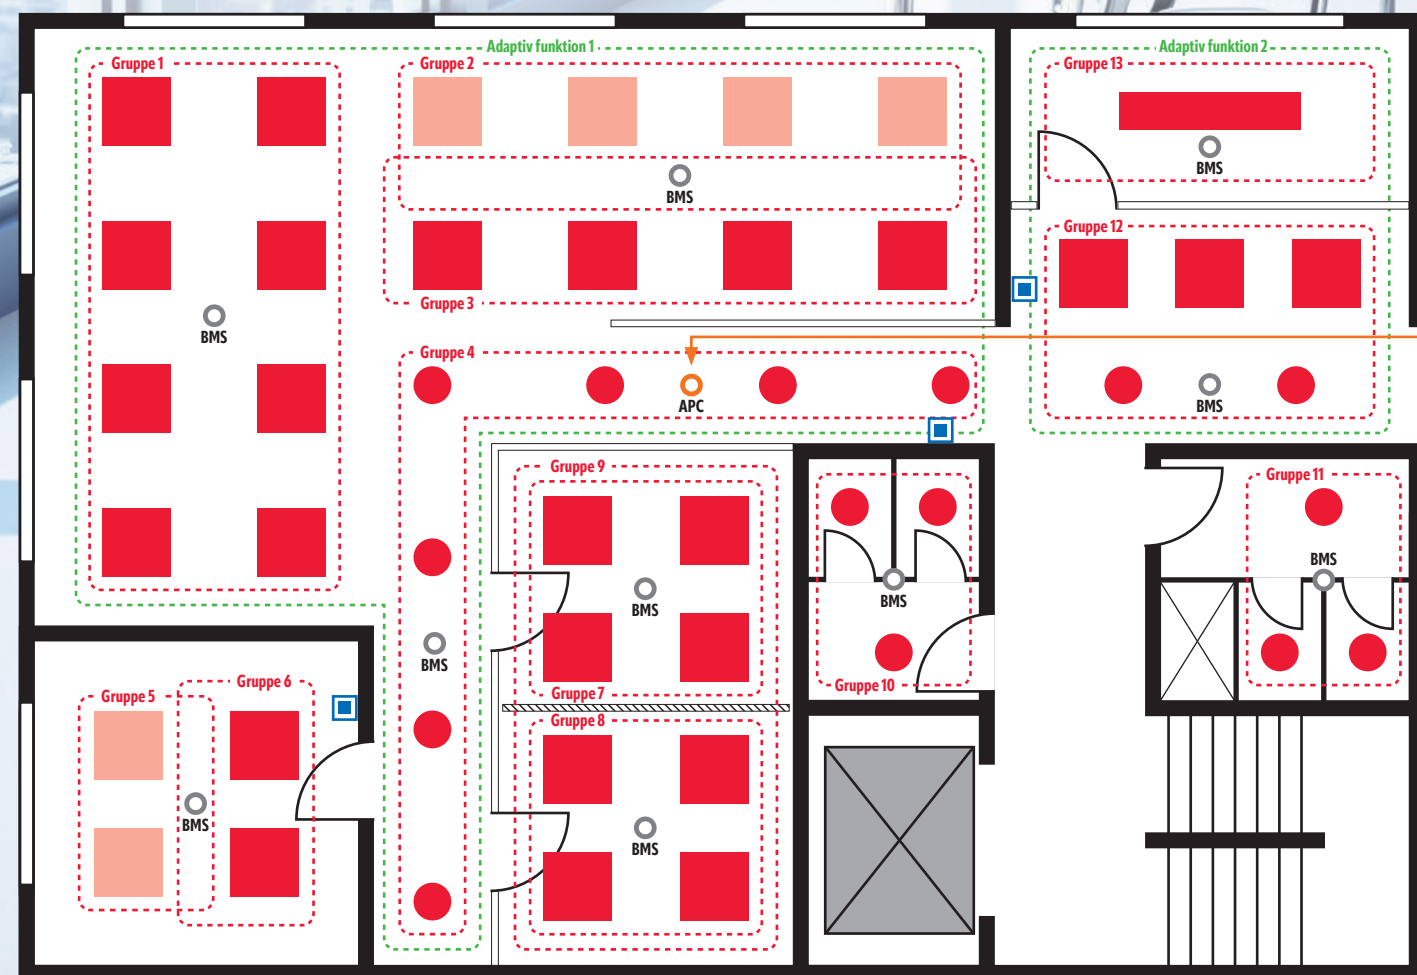 Adaptiv funktion 1
Adaptiv funktion 2
Gruppe 1
Gruppe 2
Gruppe 13
BMS
BMS
Gruppe 12
Gruppe 3
BMS
Gruppe 4
APC
BMS
Gruppe 9
Gruppe 11
BMS
BMS
BMS
BMS
Gruppe 6
Gruppe 10
Gruppe 5
Gruppe 7
Gruppe 8
BMS
BMS